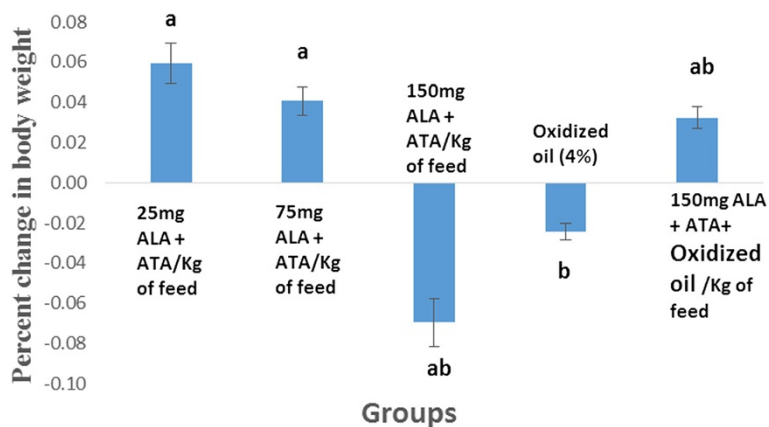 Percent change in body weight
0.08
0.06
0.04
0.02
0.00
-0.02
-0.04
-0.06
-0.08
-0.10
a
25mg
ALA +
ATA/Kg
of feed
a
75mg
ALA +
ATA/Kg
of feed
150mg
ALA +
ATA/Kg
of feed
ab
Oxidized
oil (4%)
b
ab
150mg ALA
+ ATA+
Oxidized
oil /Kg of
feed
Groups